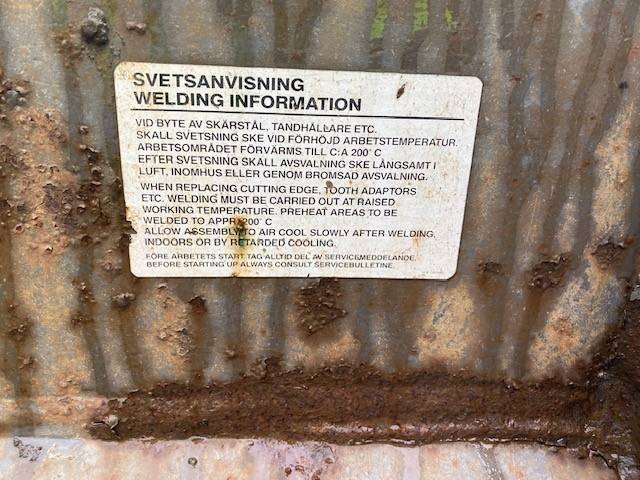 SVETSANVISNING
WELDING INFORMATION
VID BYTE AV SKÄRSTÅL, TANDHÅLLARE ETC.
SKALL SVETSNING SKE VID FÖRHÖJD ARBETSTEMPERATUR.
ARBETSOMRÅDET FÖRVÄRMS TILL C:A 200° C
EFTER SVETSNING SKALL AVSVALNING SKE LÅNGSAMT I
LUFT, INOMHUS ELLER GENOM BROMSAD AVSVALNING.
WHEN REPLACING CUTTING EDGE, TOOTH ADAPTORS
ETC. WELDING MUST BE CARRIED OUT AT RAISED
WORKING TEMPERATURE. PREHEAT AREAS TO BE
WELDED TO APPR. 200° C
ALLOW ASSEMBLY TO AIR COOL SLOWLY AFTER WELDING,
INDOORS OR BY RETARDED COOLING.
FÖRE ARBETETS START TAG ALLTID DEL AV SERVICEMEDDELANDE.
BEFORE STARTING UP ALWAYS CONSULT SERVICEBULLETINE.